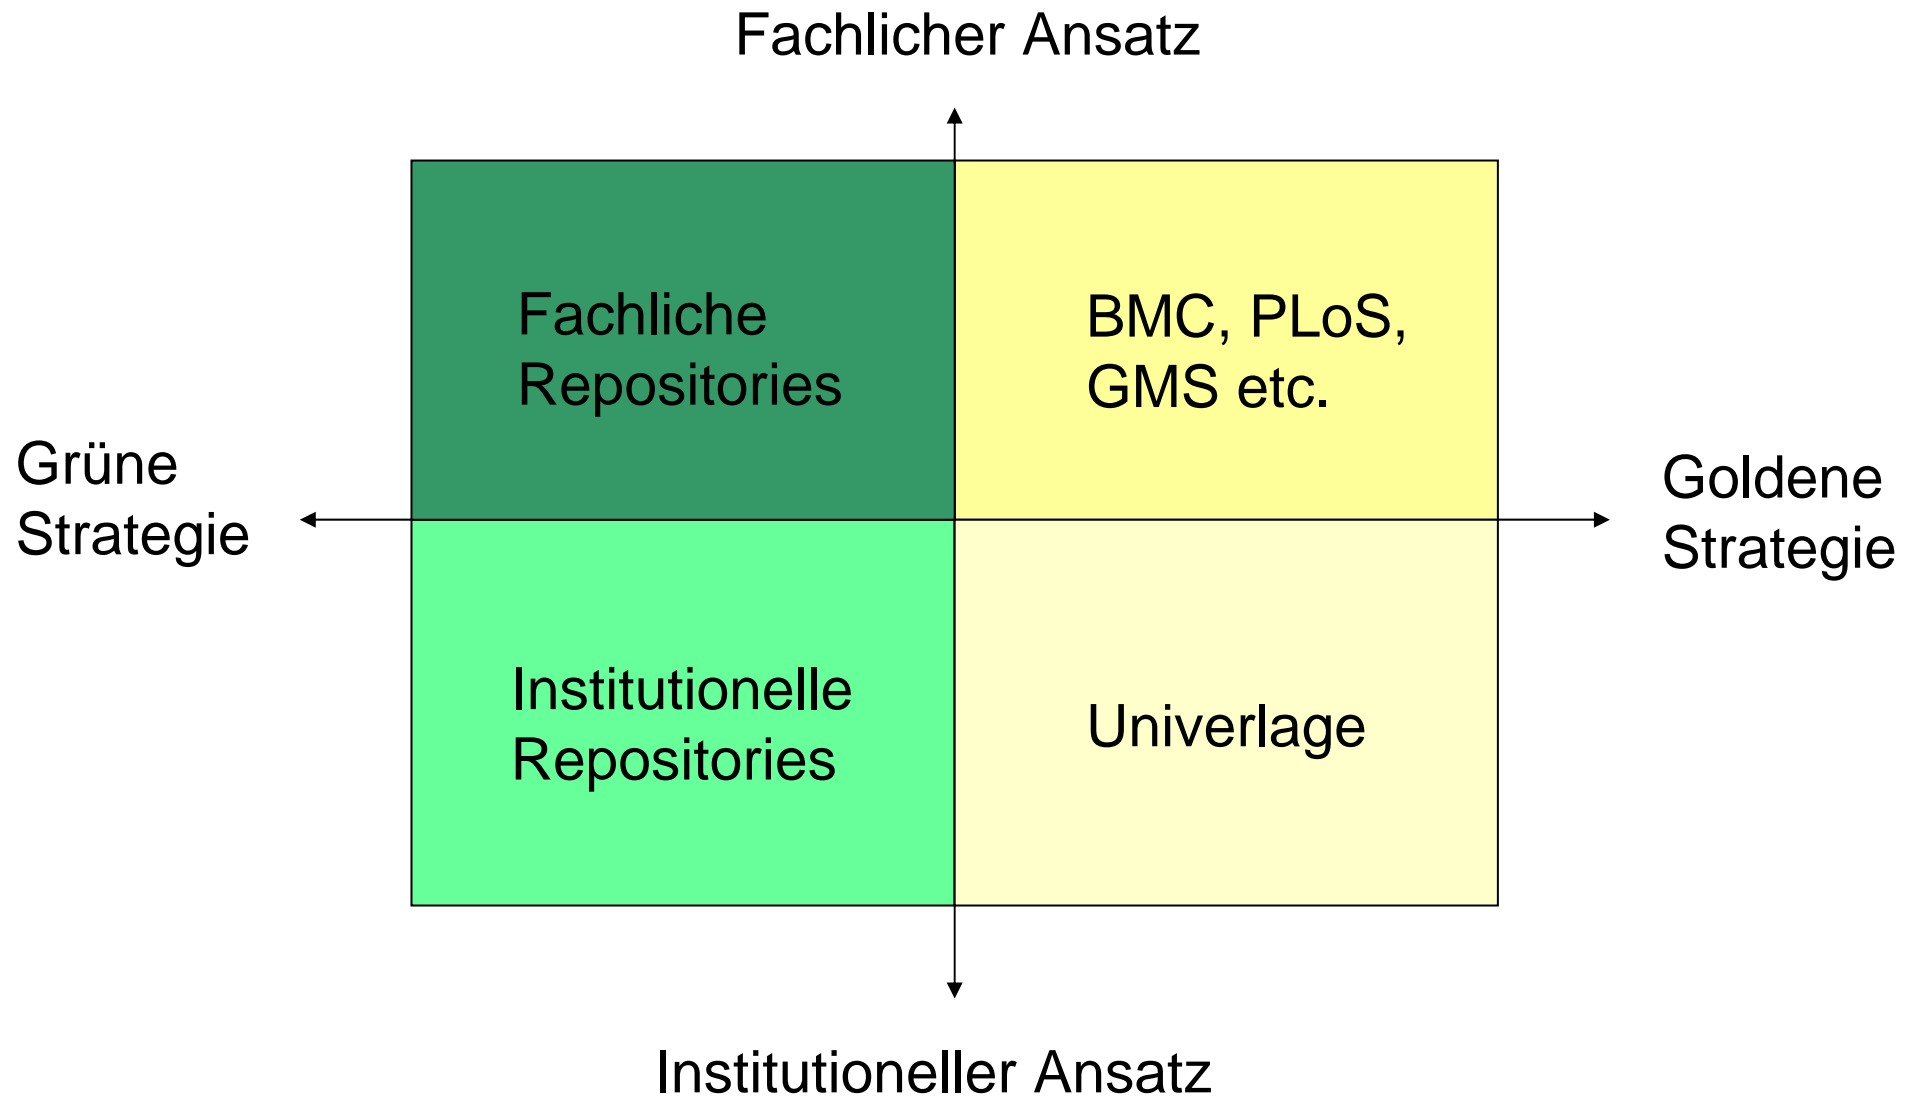 Fachlicher Ansatz
Fachliche
Repositories
BMC, PLoS,
GMS etc.
Grüne
Strategie
Goldene
Strategie
Institutionelle
Repositories
Univerlage
Institutioneller Ansatz